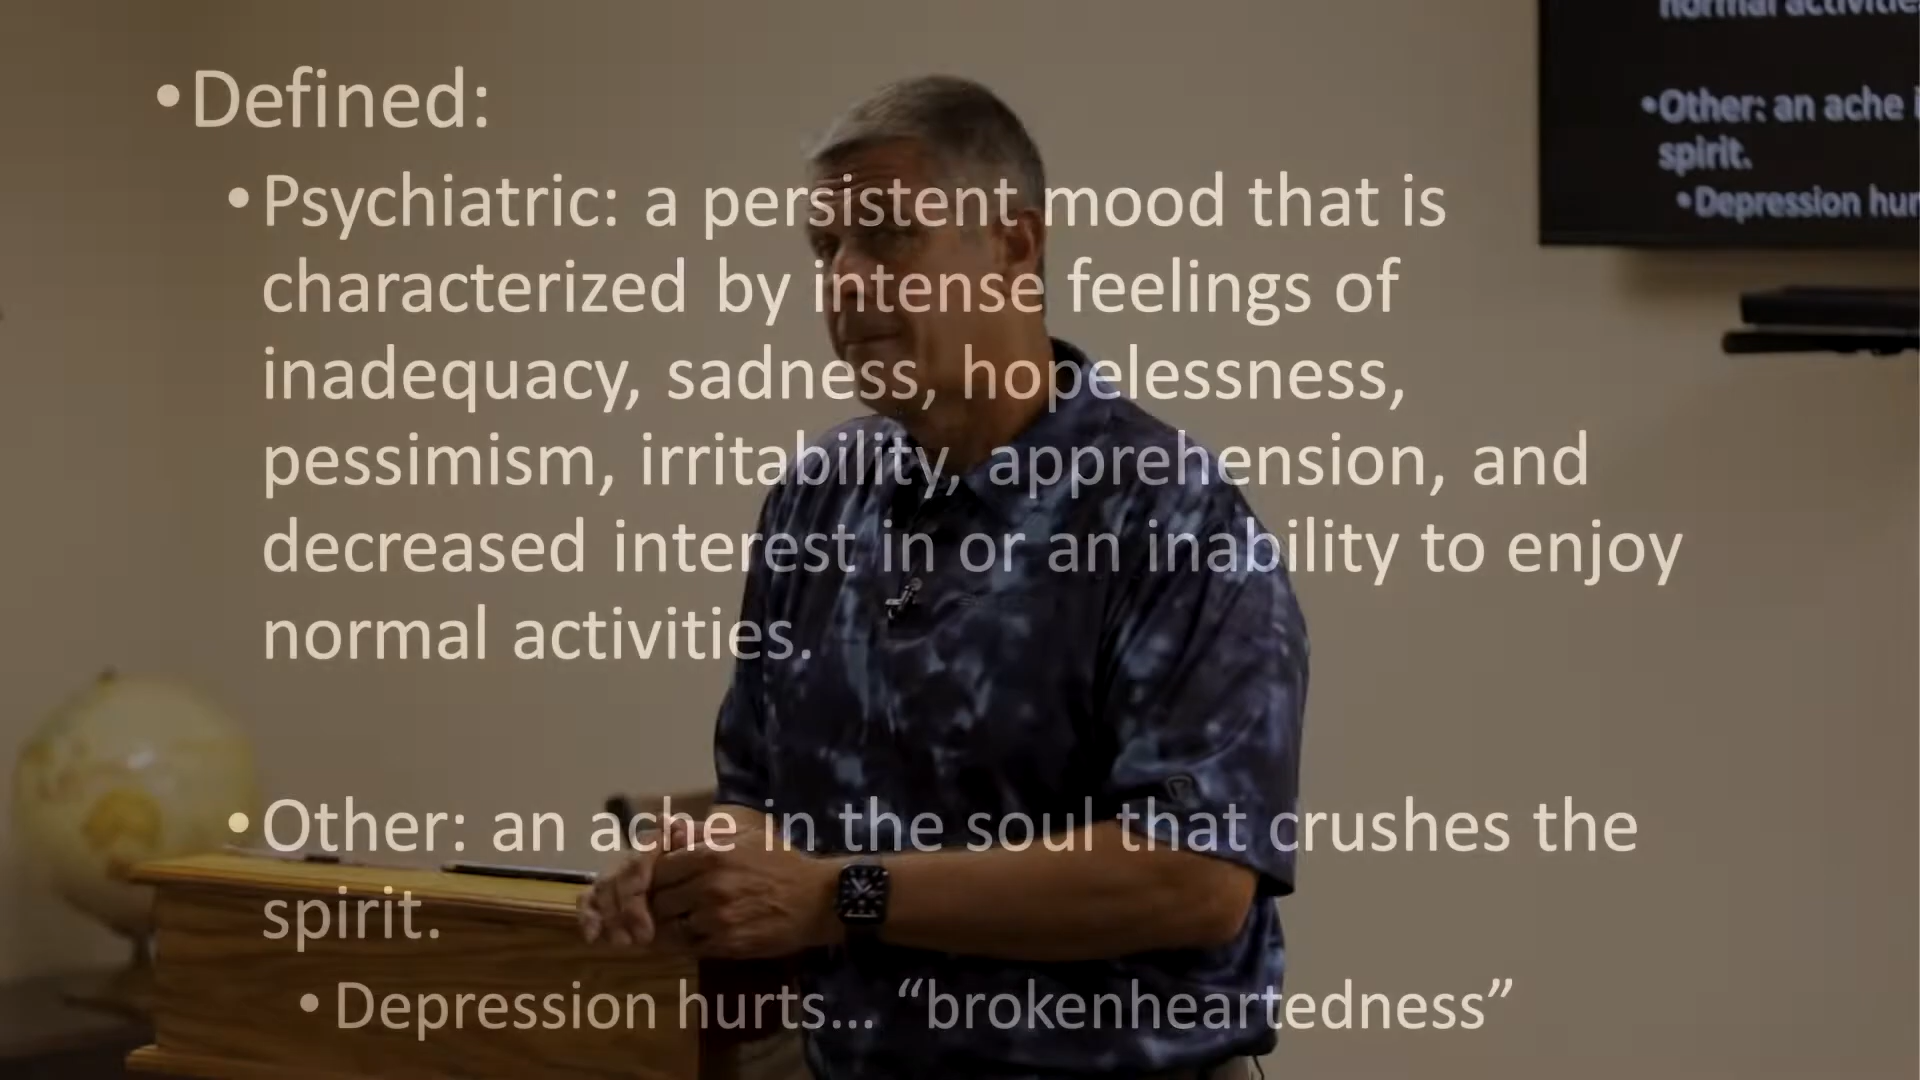 •Defined:
•Psychiatric: a persistent mood that is
characterized by intense feelings of
inadequacy, sadness, hopelessness,
pessimism, irritability, apprehension, and
decreased interest in or an inability to enjoy
normal activities.
•Other: an ache in the soul that crushes the
spirit.
•Depression hurts... “brokenheartedness”
normal activities
•Other: an ache i
spirit.
•Depression hur